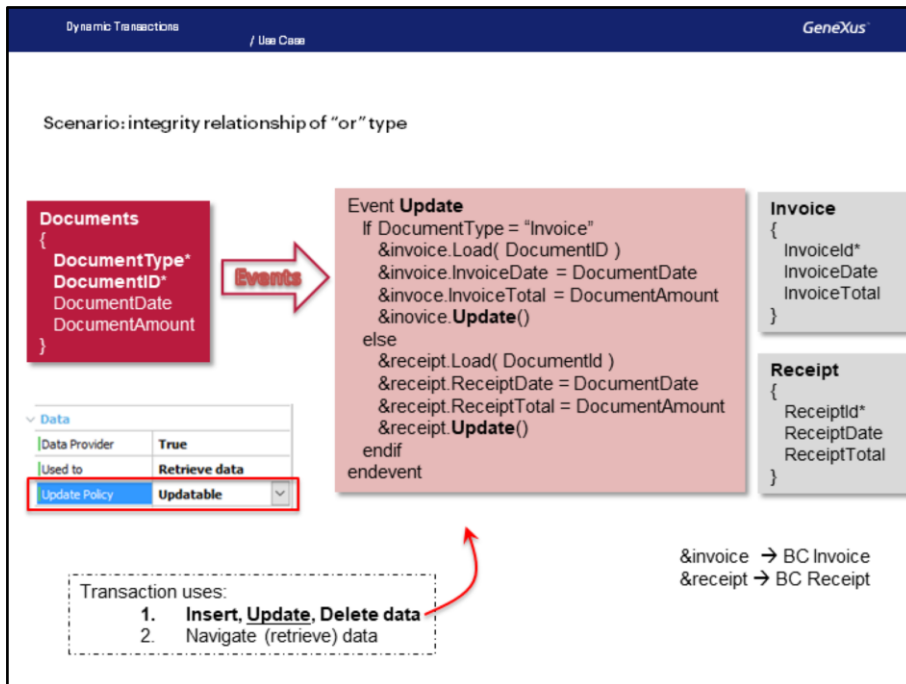 Dynamic Transactions
/ Use Case
GeneXus
Scenario: integrity relationship of "or" type
Documents
{
DocumentType*
DocumentID*
DocumentDate
DocumentAmount
}
Events
Event Update
If DocumentType = “Invoice”
&invoice.Load( DocumentID )
&invoice.InvoiceDate = DocumentDate
&invoce.InvoiceTotal = DocumentAmount
&inovice.Update()
else
&receipt.Load( DocumentId )
&receipt.ReceiptDate = DocumentDate
&receipt.ReceiptTotal = DocumentAmount
&receipt.Update()
endif
endevent
Invoice
{
InvoiceId*
InvoiceDate
InvoiceTotal
}
Receipt
{
ReceiptId*
ReceiptDate
ReceiptTotal
}
Data
Data Provider True
Used to Retrieve data
Update Policy Updatable
&invoice → BC Invoice
&receipt → BC Receipt
Transaction uses:
1. Insert, Update, Delete data
2. Navigate (retrieve) data